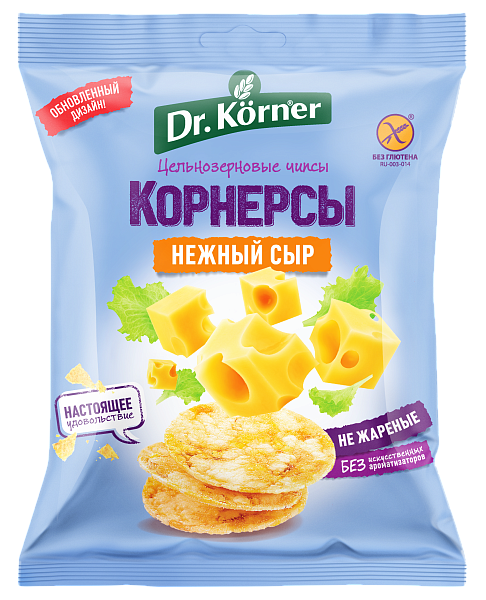 ОБНОВЛЕННЫЙ
ДИЗАЙН!
Dr. Körner
БЕЗ ГЛЮТЕНА
RU-003-014
Цельнозерновые чипсы
КОРНЕРСЫ
НЕЖНЫЙ СЫР
НАСТОЯЩЕЕ
удовольствие
НЕ ЖАРЕНЫЕ
БЕЗ искусственных
ароматизаторов